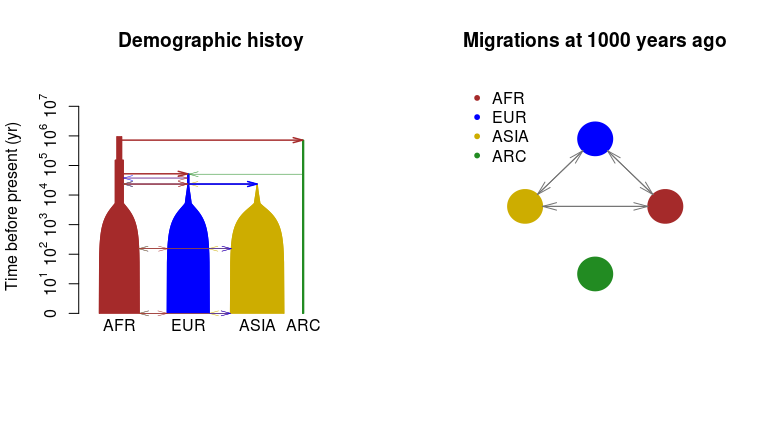 Demographic histoy
Migrations at 1000 years ago
Time before present (yr)
10^7
10^6
10^5
10^4
10^3
10^2
10^1
0
AFR EUR ASIA ARC
AFR
EUR
ASIA
ARC